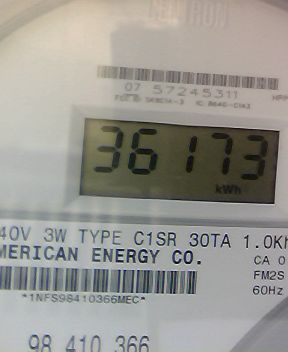 07 57245311
36173
kWh
40V 3W TYPE C1SR 30TA 1.0Kh
MERICAN ENERGY CO.
CA 0
FM2S
60Hz
*1NFS98410366MEC*
98 410 366